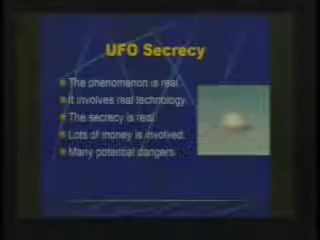 UFO Secrecy
The phenomenon is real.
It involves real technology.
The secrecy is real.
Lots of money is involved.
Many potential dangers.